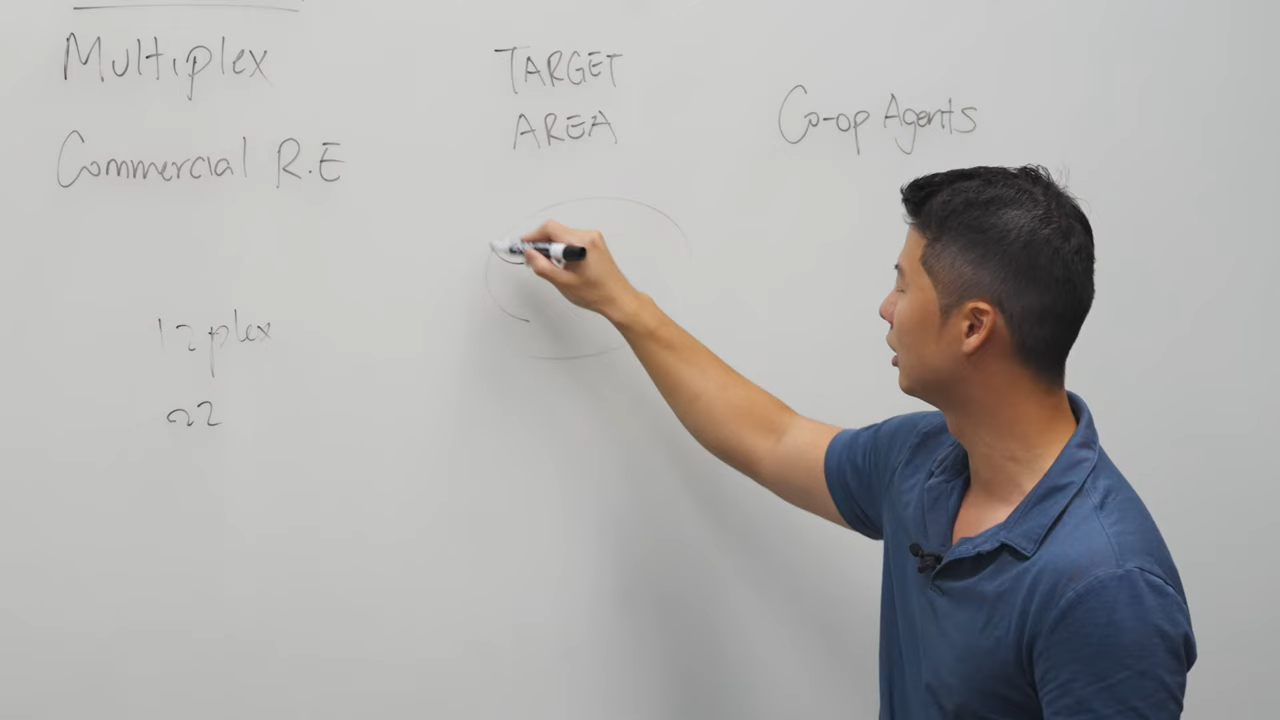 Multiplex
Commercial R.E
12plex
22
TARGET
AREA
Co-op Agents